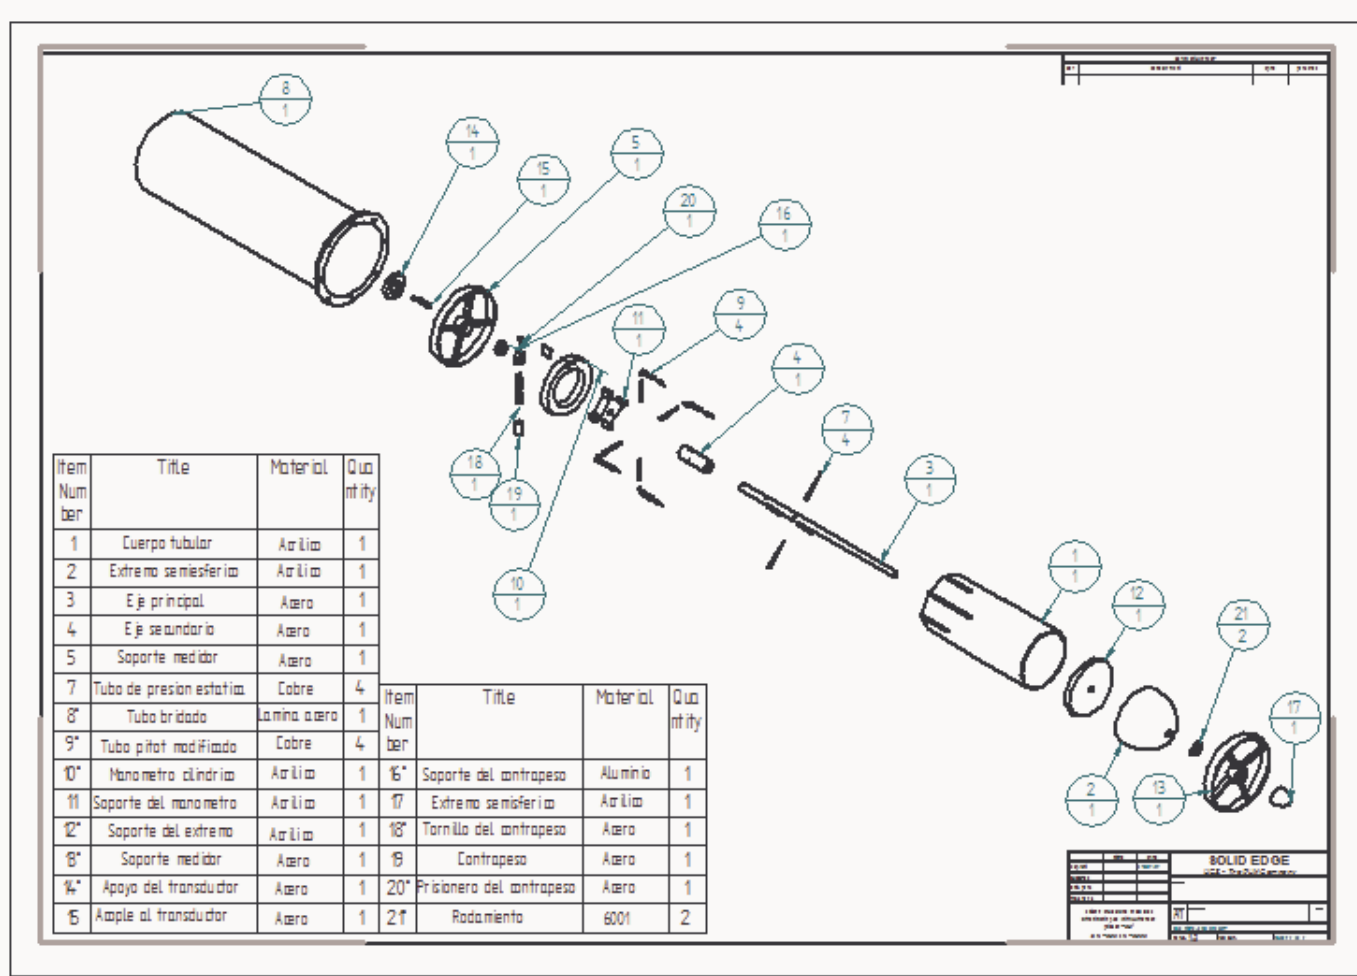 8
1
14
1
5
1
15
1
20
1
16
1
9
4
11
1
4
1
7
4
18
1
3
1
19
1
10
1
1
1
12
1
21
2
17
1
2
1
13
1
Item Number Title Material Quantity
1 Cuerpo tubular Acrilico 1
2 Extremo semiesferico Acrilico 1
3 Eje principal Acero 1
4 Eje secundario Acero 1
5 Soporte medidor Acero 1
7 Tubo de presion estatica Cobre 4
8* Tubo bridado Lamina acero 1
9* Tubo pitot modificado Cobre 4
10* Manometro cilindrico Acrilico 1
11 Soporte del manometro Acrilico 1
12* Soporte del extremo Acrilico 1
13* Soporte medidor Acero 1
14* Apoyo del transductor Acero 1
15 Acople al transductor Acero 1
Item Number Title Material Quantity
16* Soporte del contrapeso Aluminio 1
17 Extremo semisferico Acrilico 1
18* Tornillo del contrapeso Acero 1
19 Contrapeso Acero 1
20* Prisionero del contrapeso Acero 1
21* Rodamiento 6001 2
SOLID EDGE